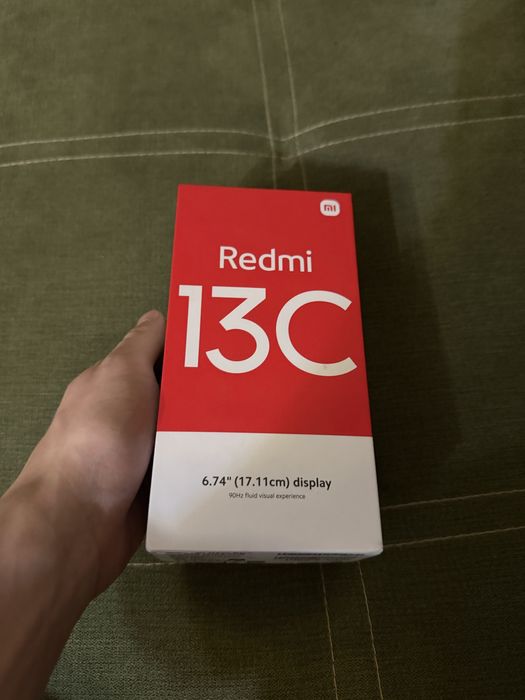 mi
Redmi
13C
6.74" (17.11cm) display
90Hz fluid visual experience